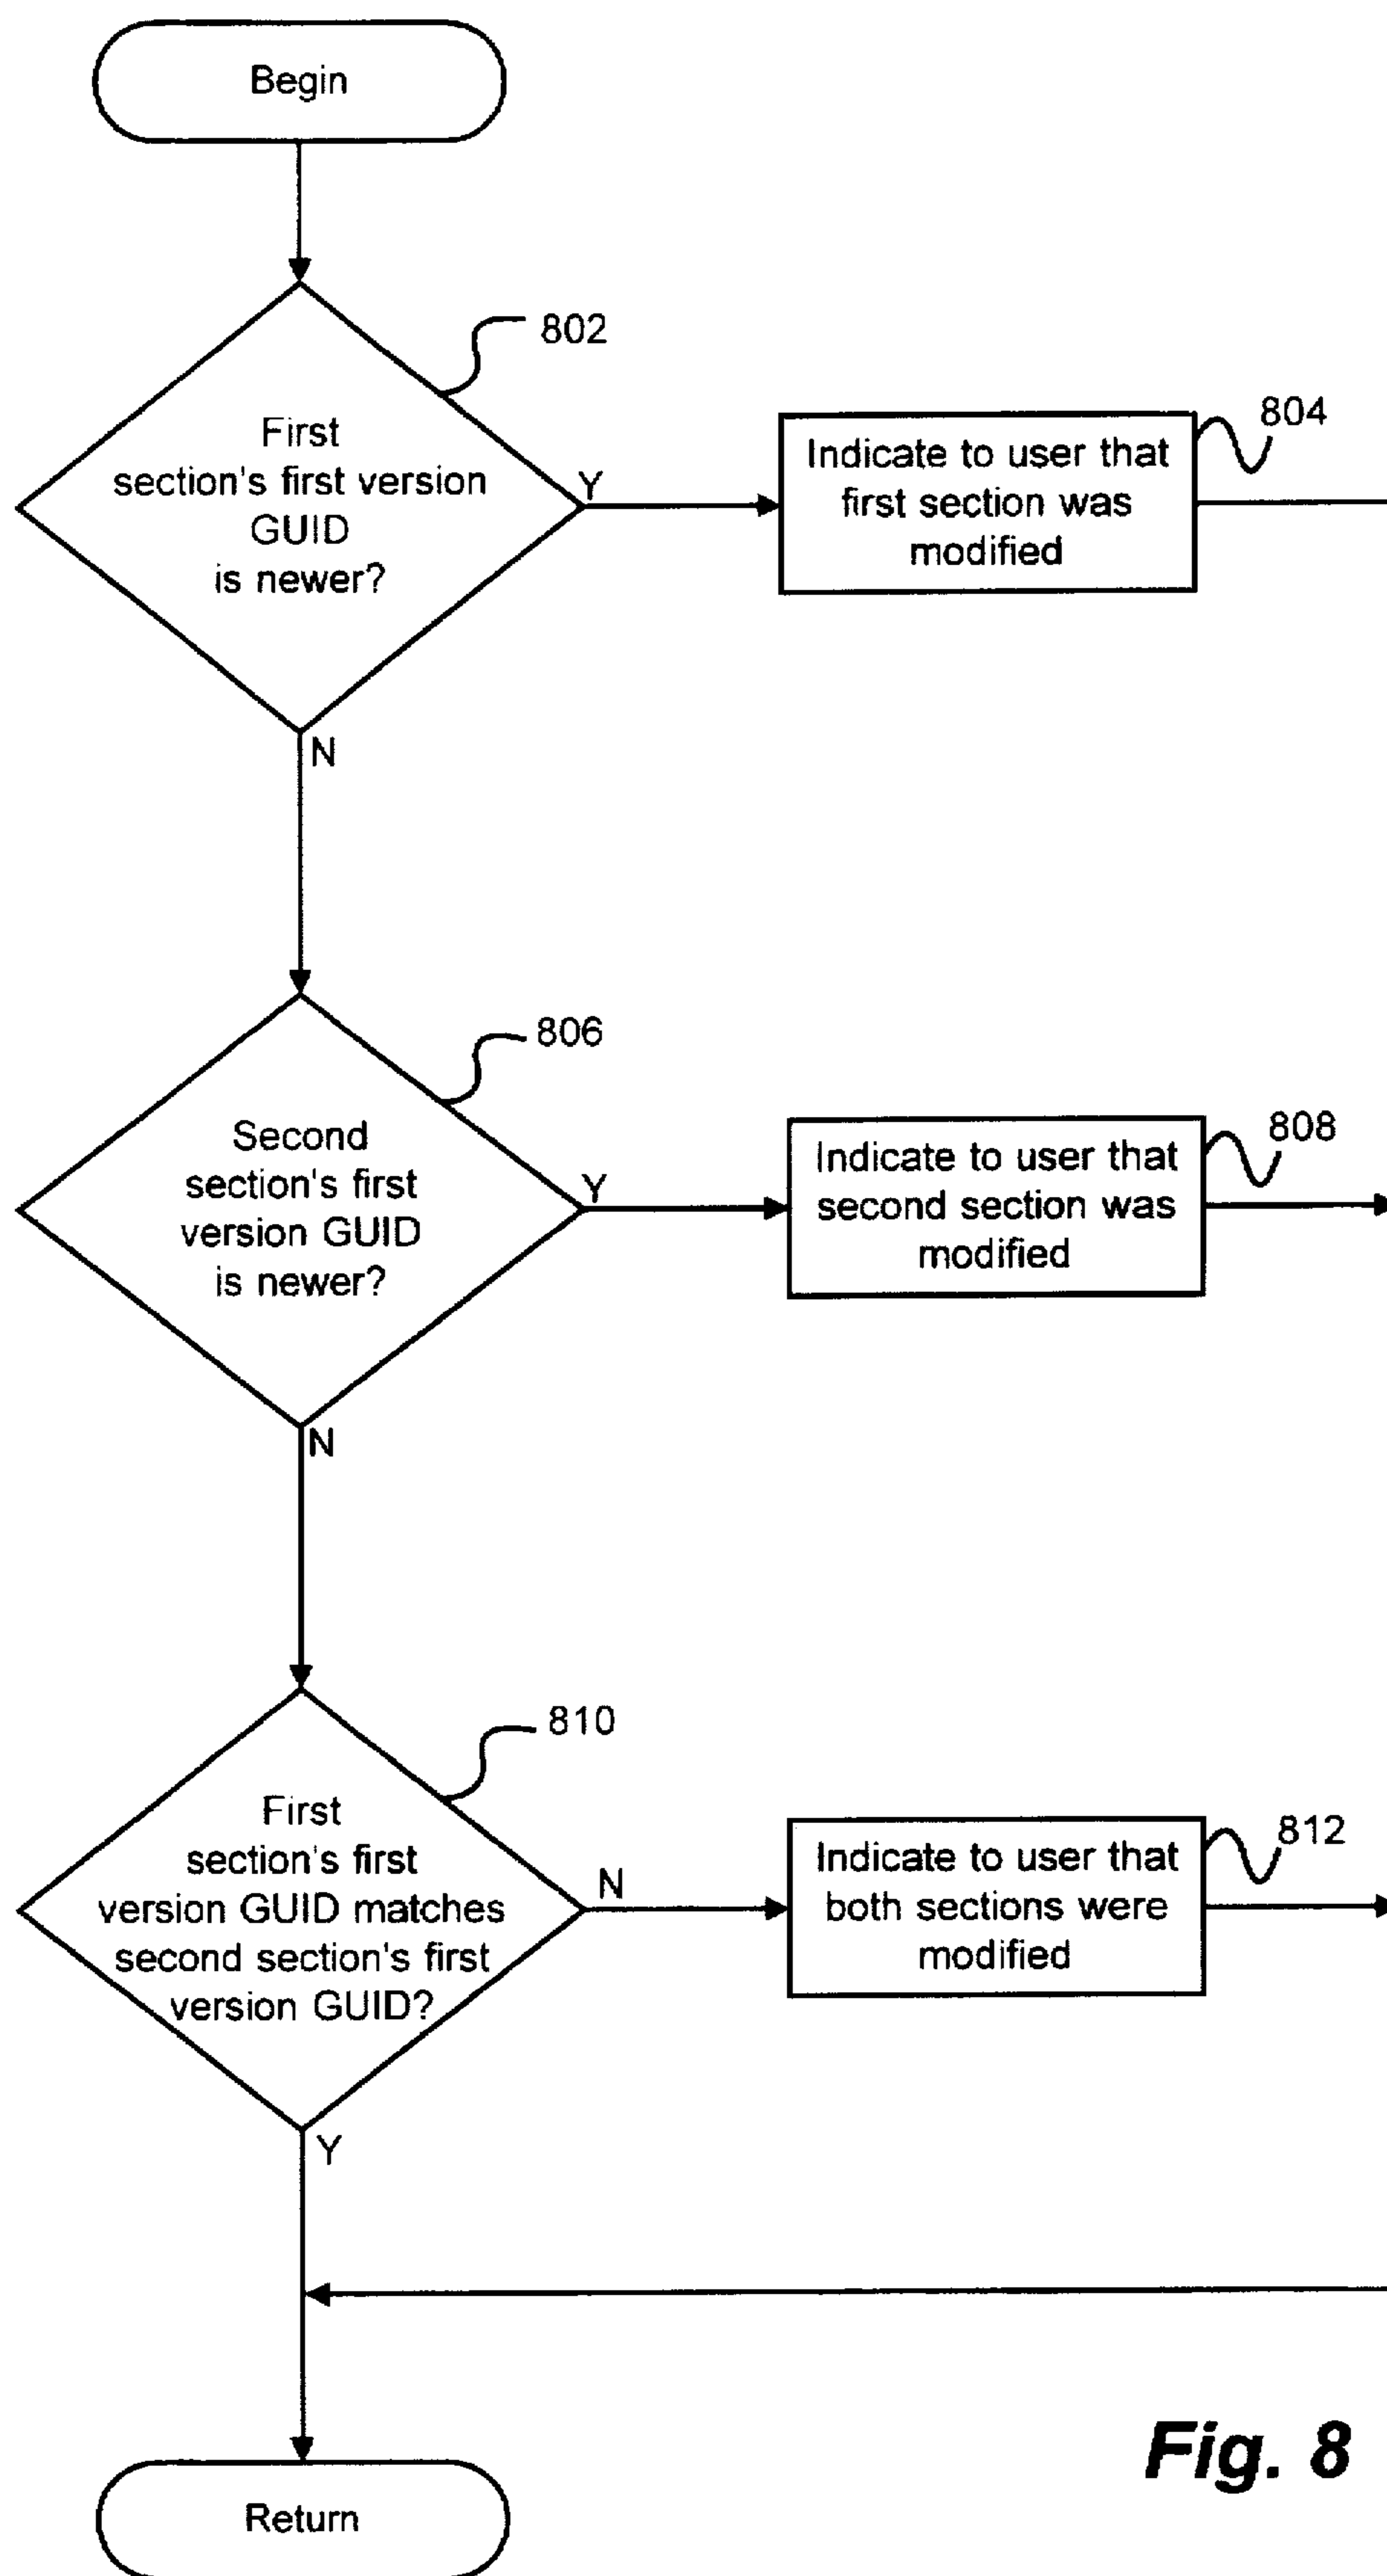 Begin
802
First
section's first version
GUID
is newer?
Y
Indicate to user that
first section was
modified
804
N
806
Second
section's first
version GUID
is newer?
Y
Indicate to user that
second section was
modified
808
N
810
First
section's first
version GUID matches
second section's first
version GUID?
N
Indicate to user that
both sections were
modified
812
Y
Return
Fig. 8